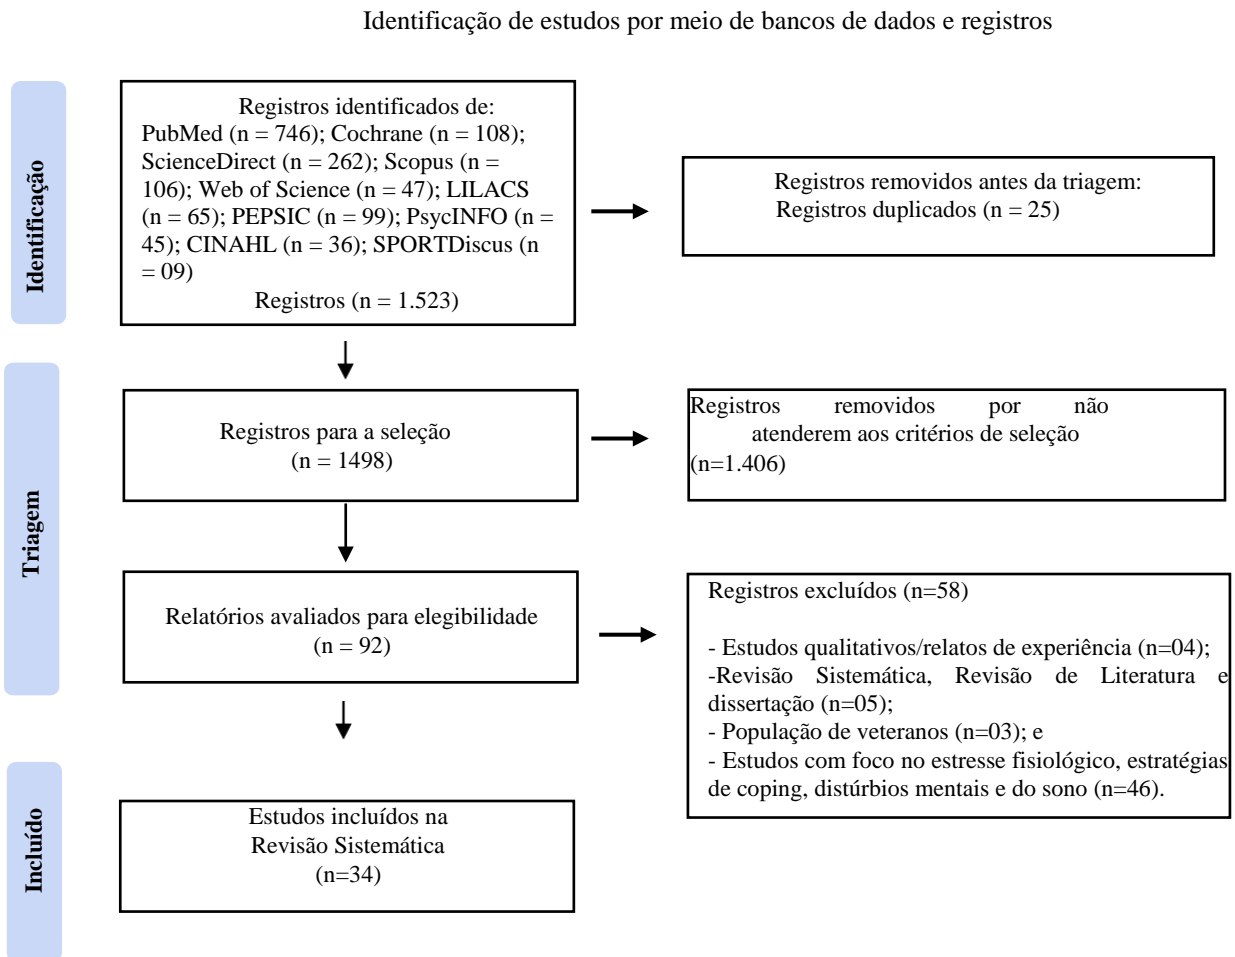 Identificação de estudos por meio de bancos de dados e registros
Identificação
Registros identificados de:
PubMed (n = 746); Cochrane (n = 108);
ScienceDirect (n = 262); Scopus (n =
106); Web of Science (n = 47); LILACS
(n = 65); PEPSIC (n = 99); PsycINFO (n =
45); CINAHL (n = 36); SPORTDiscus (n
= 09)
Registros (n = 1.523)
Registros removidos antes da triagem:
Registros duplicados (n = 25)
Triagem
Registros para a seleção
(n = 1498)
Registros removidos por não
atenderem aos critérios de seleção
(n=1.406)
Relatórios avaliados para elegibilidade
(n = 92)
Registros excluídos (n=58)
- Estudos qualitativos/relatos de experiência (n=04);
-Revisão Sistemática, Revisão de Literatura e
dissertação (n=05);
- População de veteranos (n=03); e
- Estudos com foco no estresse fisiológico, estratégias
de coping, distúrbios mentais e do sono (n=46).
Incluído
Estudos incluídos na
Revisão Sistemática
(n=34)